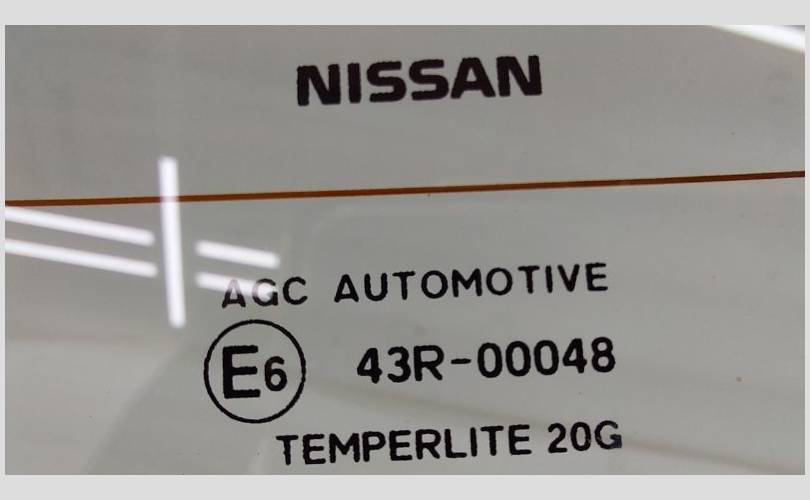 NISSAN
AGC AUTOMOTIVE
E6 43R-00048
TEMPERLITE 20G